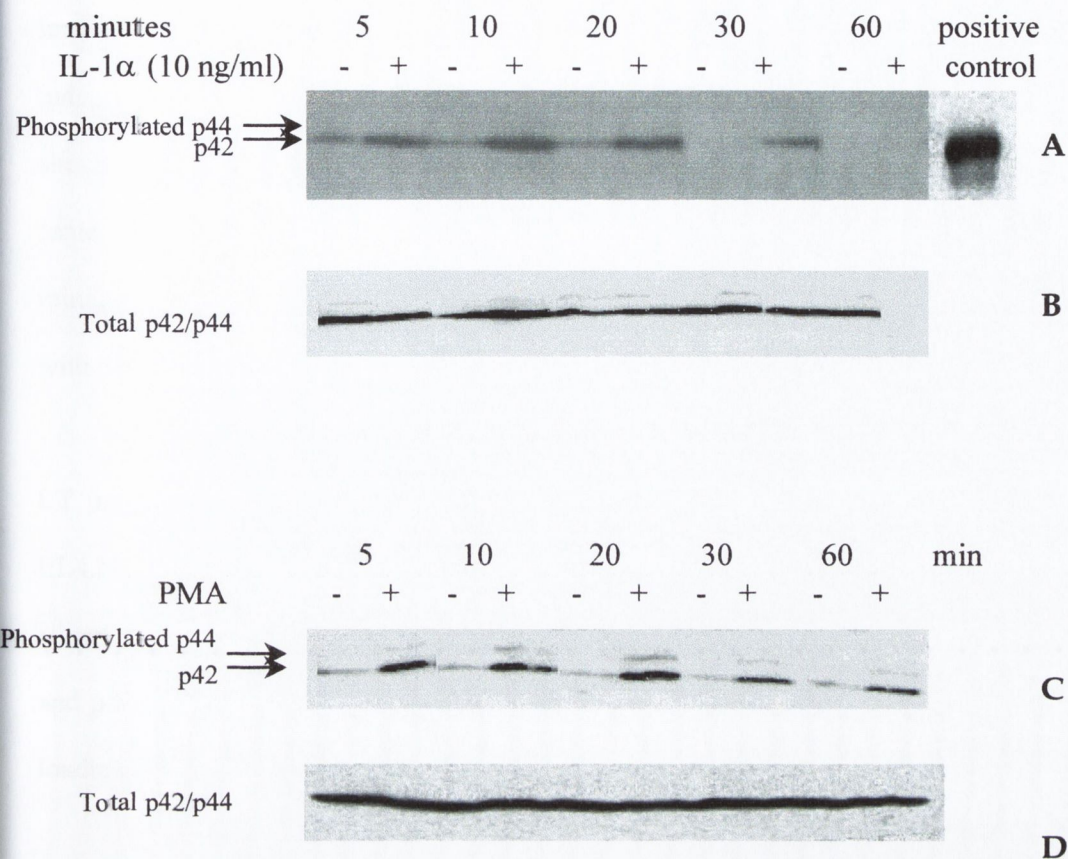 minutes 5 10 20 30 60 positive
IL-1α (10 ng/ml) - + - + - + - + - + control
Phosphorylated p44
p42
A
Total p42/p44
B
5 10 20 30 60 min
PMA - + - + - + - + - +
Phosphorylated p44
p42
C
Total p42/p44
D